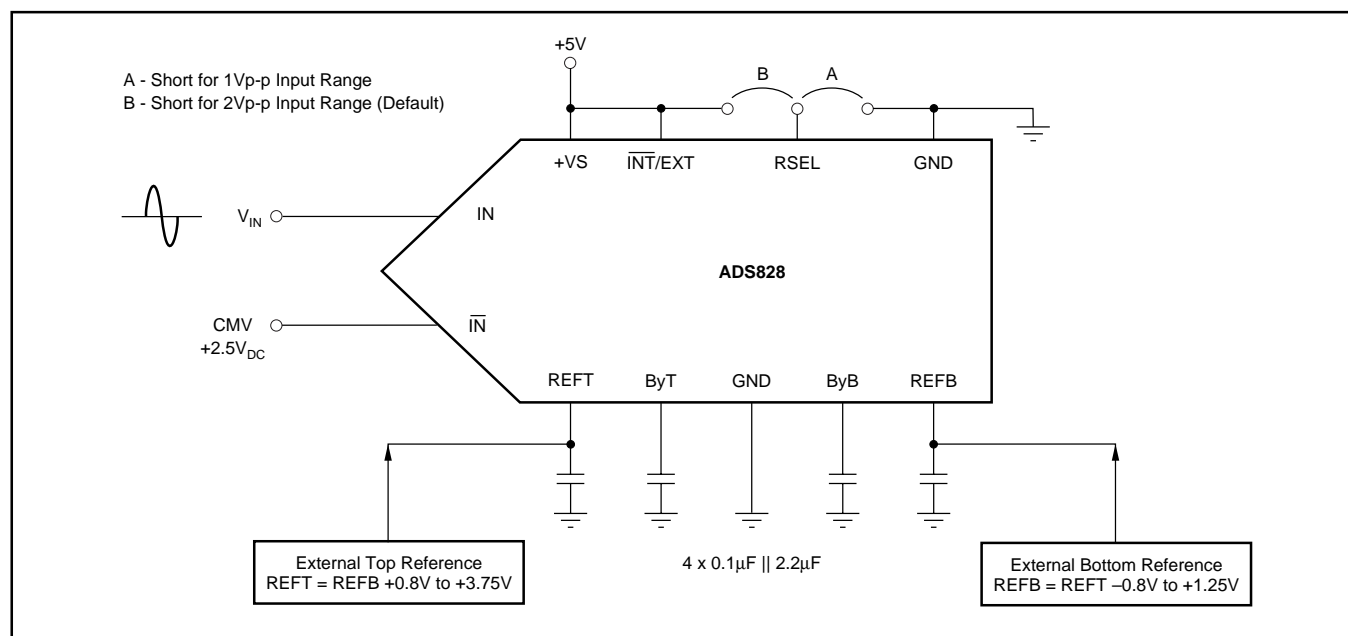 +5V
A - Short for 1Vp-p Input Range
B - Short for 2Vp-p Input Range (Default)
B
A
+VS
INT/EXT
RSEL
GND
VIN
IN
ADS828
CMV
+2.5VDC
IN
REFT
ByT
GND
ByB
REFB
External Top Reference
REFT = REFB +0.8V to +3.75V
4 x 0.1μF || 2.2μF
External Bottom Reference
REFB = REFT –0.8V to +1.25V